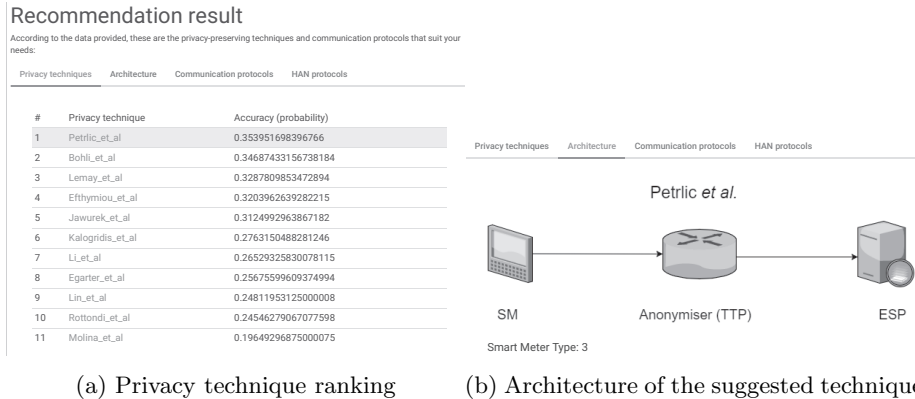 Recommendation result
According to the data provided, these are the privacy-preserving techniques and communication protocols that suit your
needs:
Privacy techniques Architecture Communication protocols HAN protocols
# Privacy technique Accuracy (probability)
1 Petrlic_et_al 0.353951698396766
2 Bohli_et_al 0.34687433156738184
3 Lemay_et_al 0.3287809853472894
4 Efthymiou_et_al 0.3203962639282215
5 Jawurek_et_al 0.3124992963867182
6 Kalogridis_et_al 0.2763150488281246
7 Li_et_al 0.26529325830078115
8 Egarter_et_al 0.25675599609374994
9 Lin_et_al 0.24811953125000008
10 Rottondi_et_al 0.24546279067077598
11 Molina_et_al 0.19649296875000075
(a) Privacy technique ranking
Privacy techniques Architecture Communication protocols HAN protocols
Petrlic et al.
SM Anonymiser (TTP) ESP
Smart Meter Type: 3
(b) Architecture of the suggested technique